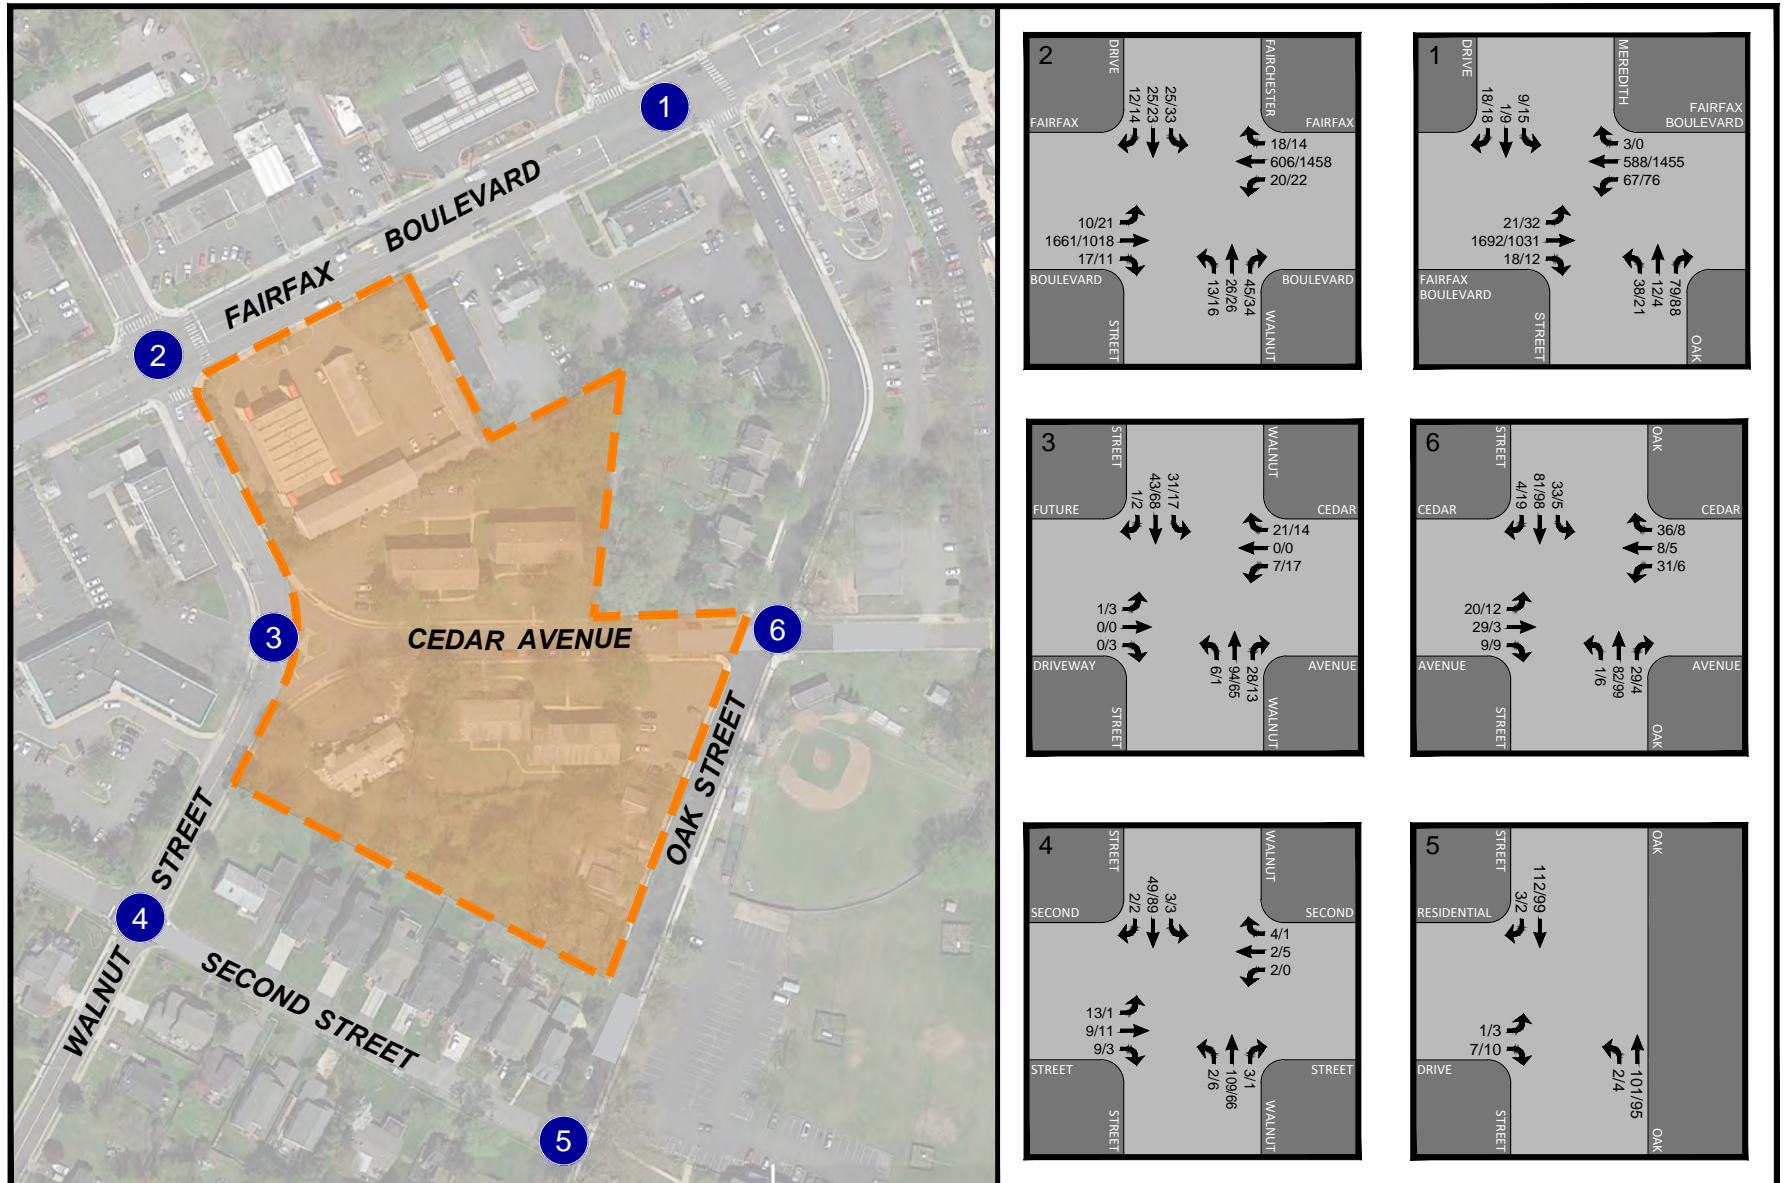 1
BOULEVARD
FAIRFAX
2
3
CEDAR AVENUE
6
OAK STREET
4
WALNUT STREET
SECOND STREET
5
2
DRIVE
FAIRCHESTER
FAIRFAX
FAIRFAX
12/14
25/23
25/33
18/14
606/1458
20/22
10/21
1661/1018
17/11
13/16
26/26
45/34
BOULEVARD
BOULEVARD
STREET
WALNUT
1
DRIVE
MEREDITH
FAIRFAX
BOULEVARD
18/18
1/9
9/15
3/0
588/1455
67/76
21/32
1692/1031
18/12
38/21
12/4
79/88
FAIRFAX
BOULEVARD
STREET
OAK
3
STREET
WALNUT
FUTURE
CEDAR
1/2
43/68
31/17
21/14
0/0
7/17
1/3
0/0
0/3
6/1
94/65
28/13
DRIVEWAY
AVENUE
STREET
WALNUT
6
STREET
OAK
CEDAR
CEDAR
4/19
81/98
33/5
36/8
8/5
31/6
20/12
29/3
9/9
1/6
82/99
29/4
AVENUE
AVENUE
STREET
OAK
4
STREET
WALNUT
SECOND
SECOND
2/2
49/89
3/3
4/1
2/5
2/0
13/1
9/11
9/3
2/6
109/66
3/1
STREET
STREET
STREET
WALNUT
5
STREET
OAK
RESIDENTIAL
3/2
112/99
1/3
7/10
2/4
101/95
DRIVE
STREET
OAK